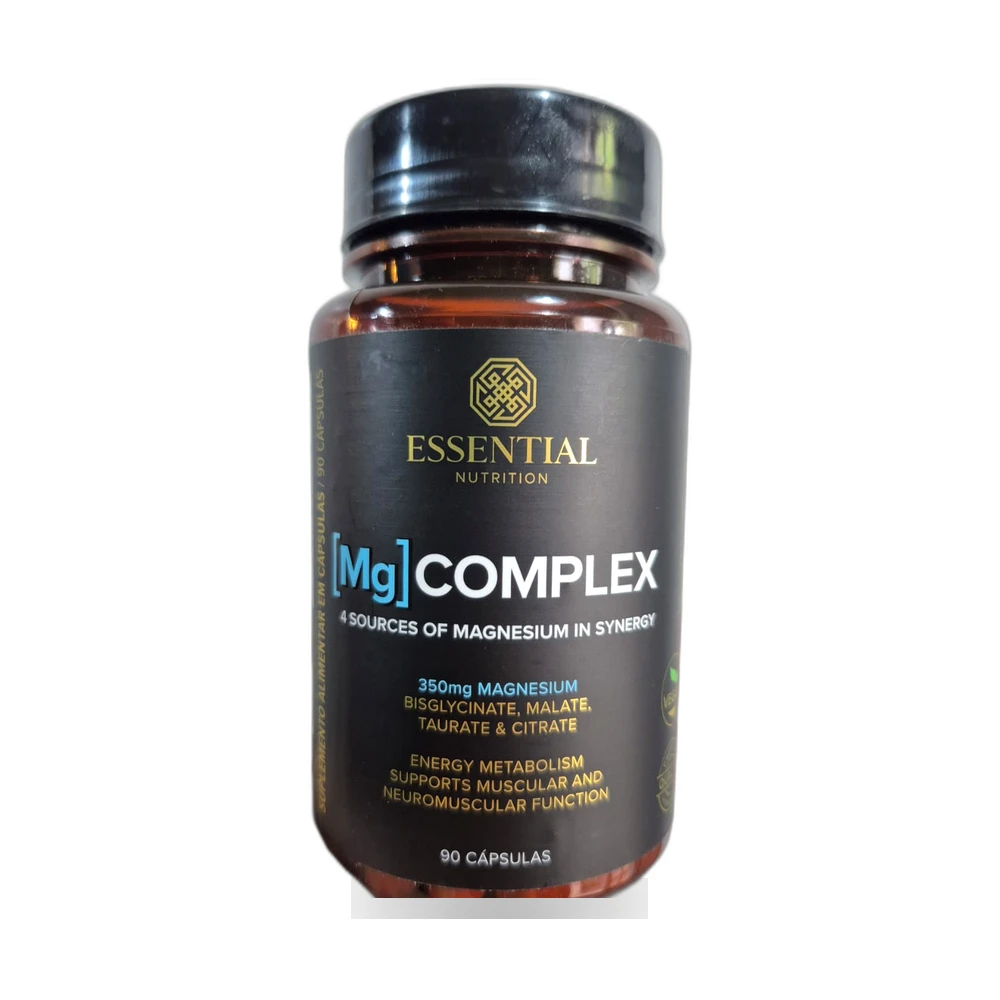 ESSENTIAL
NUTRITION
[Mg]COMPLEX
4 SOURCES OF MAGNESIUM IN SYNERGY
350mg MAGNESIUM
BISGLYCINATE, MALATE,
TAURATE & CITRATE
ENERGY METABOLISM
SUPPORTS MUSCULAR AND
NEUROMUSCULAR FUNCTION
90 CÁPSULAS
SUPLEMENTO ALIMENTAR EM CÁPSULAS / 90 CÁPSULAS